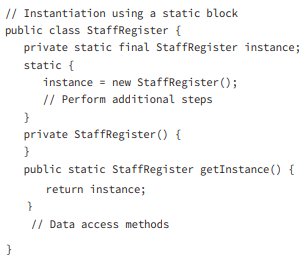 // Instantiation using a static block
public class StaffRegister {
private static final StaffRegister instance;
static {
instance = new StaffRegister();
// Perform additional steps
}
private StaffRegister() {
}
public static StaffRegister getInstance() {
return instance;
}
// Data access methods
}